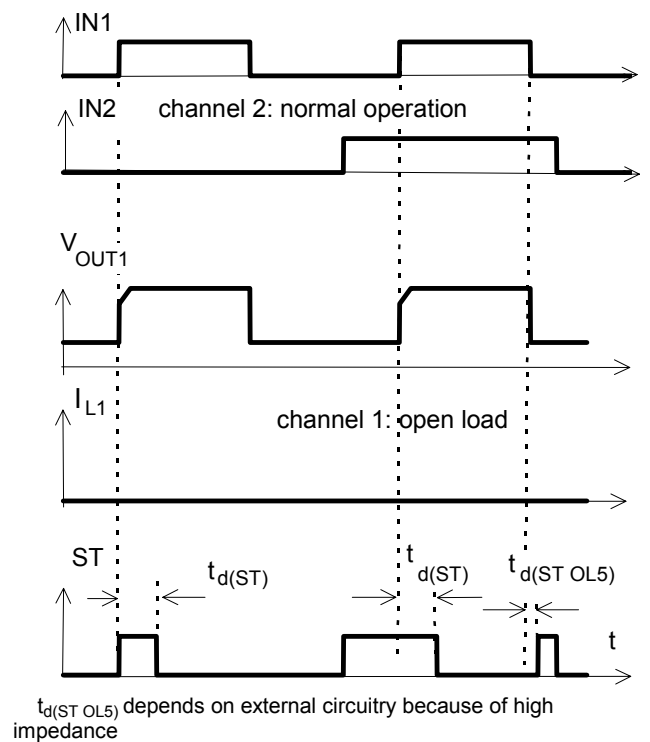 IN1
IN2 channel 2: normal operation
VOUT1
IL1
channel 1: open load
ST
td(ST)
td(ST)
td(ST OL5)
t
td(ST OL5) depends on external circuitry because of high
impedance